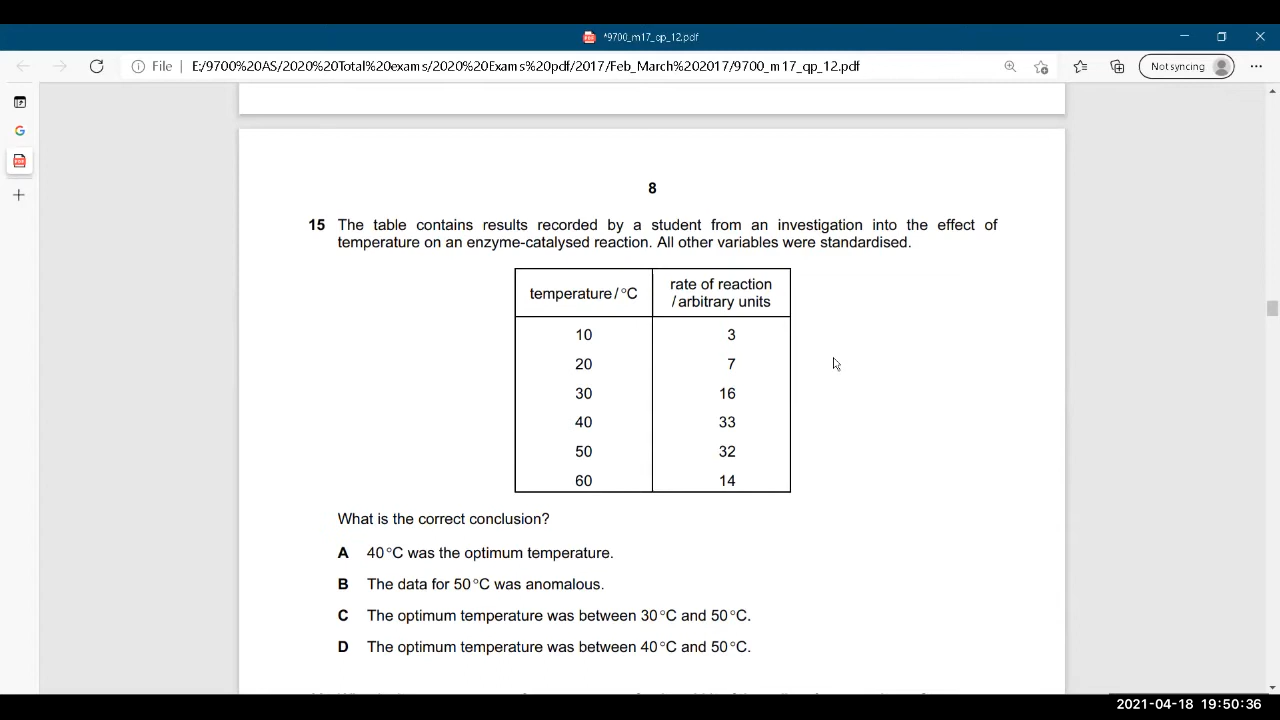 *9700_m17_qp_12.pdf
File | E:/9700%20AS/2020%20Total%20exams/2020%20Exams%20pdf/2017/Feb_March%202017/9700_m17_qp_12.pdf
Not syncing
8
15 The table contains results recorded by a student from an investigation into the effect of
temperature on an enzyme-catalysed reaction. All other variables were standardised.
temperature / °C rate of reaction / arbitrary units
10 3
20 7
30 16
40 33
50 32
60 14
What is the correct conclusion?
A 40 °C was the optimum temperature.
B The data for 50 °C was anomalous.
C The optimum temperature was between 30 °C and 50 °C.
D The optimum temperature was between 40 °C and 50 °C.
2021-04-18 19:50:36